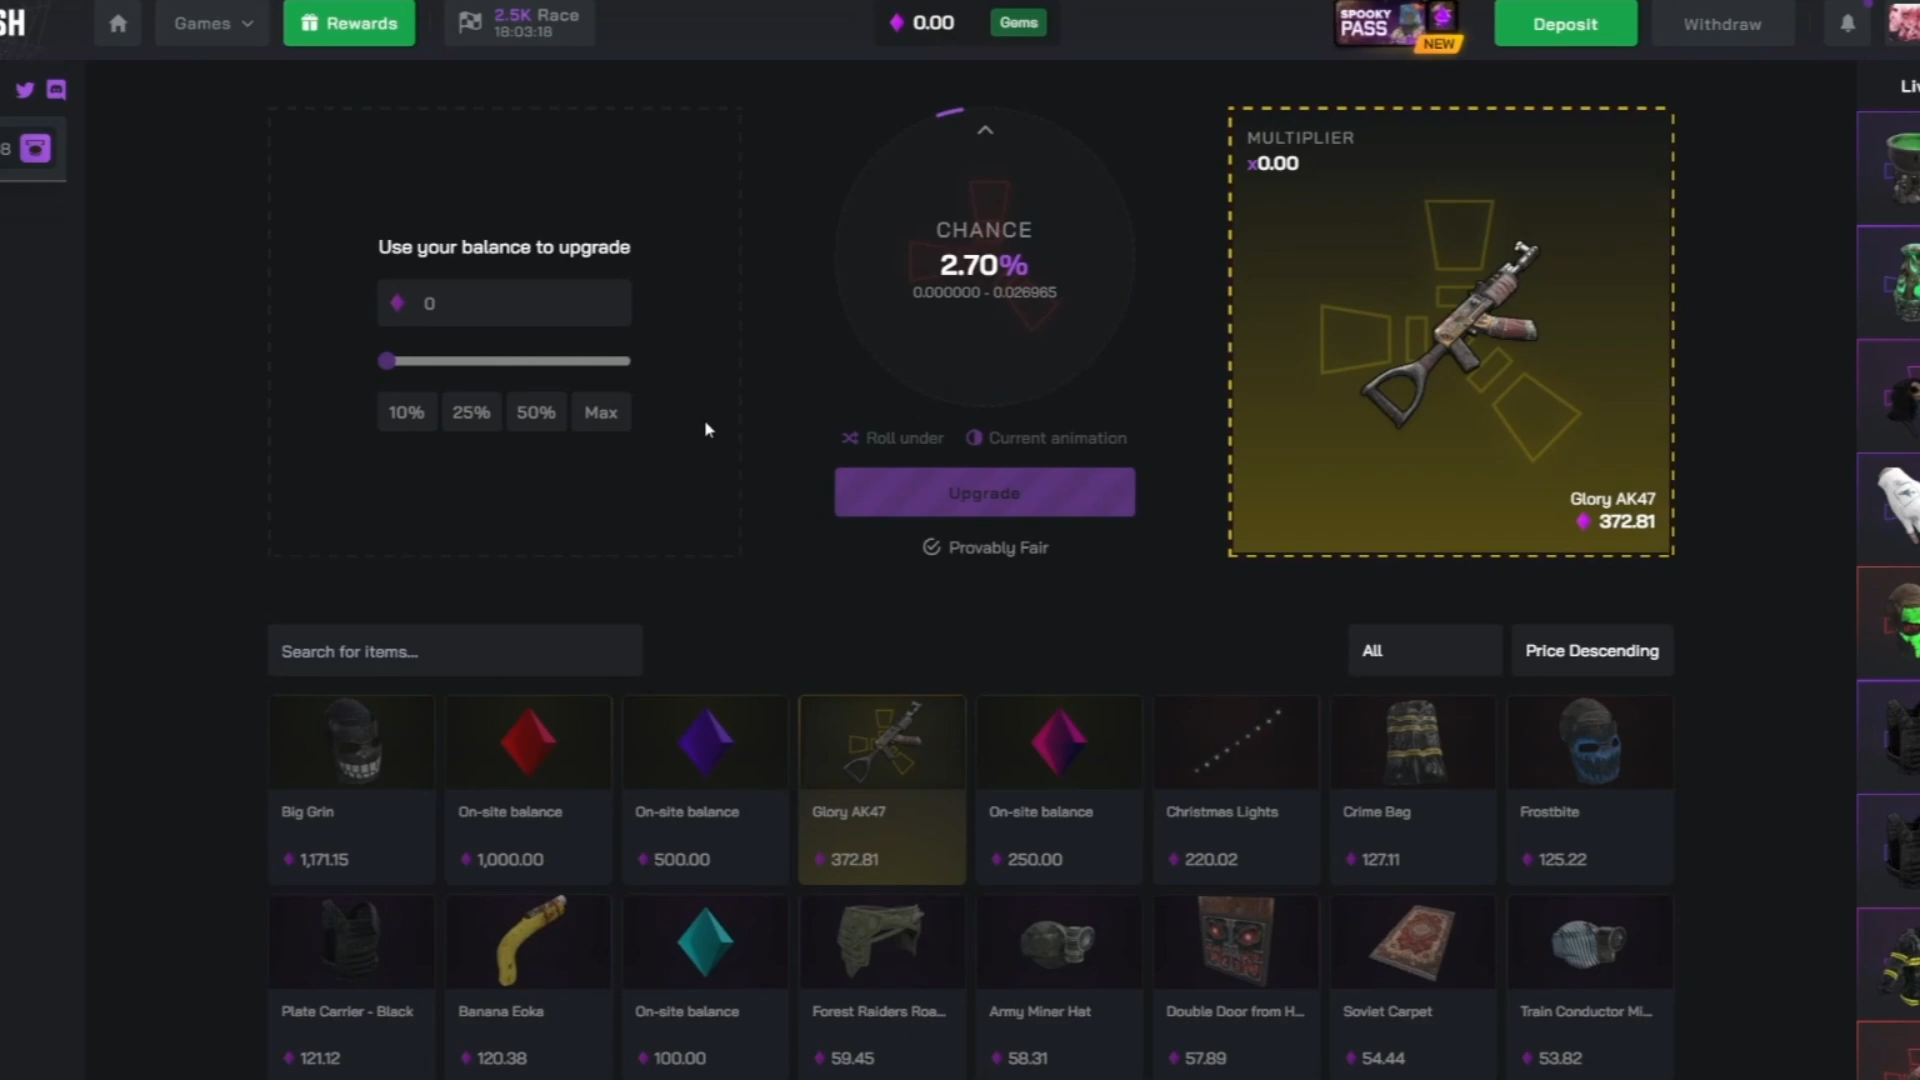 SH
Games
Rewards
2.5K Race
18:03:18
0.00
Gems
SPOOKY
PASS
NEW
Deposit
Withdraw
8
Use your balance to upgrade
0
10%
25%
50%
Max
CHANCE
2.70%
0.000000 - 0.026965
Roll under
Current animation
Upgrade
Provably Fair
MULTIPLIER
x0.00
Glory AK47
372.81
Liv
Search for items...
All
Price Descending
Big Grin
1,171.15
On-site balance
1,000.00
On-site balance
500.00
Glory AK47
372.81
On-site balance
250.00
Christmas Lights
220.02
Crime Bag
127.11
Frostbite
125.22
Plate Carrier - Black
121.12
Banana Eoka
120.38
On-site balance
100.00
Forest Raiders Roa...
59.45
Army Miner Hat
58.31
Double Door from H...
57.89
Soviet Carpet
54.44
Train Conductor Mi...
53.82